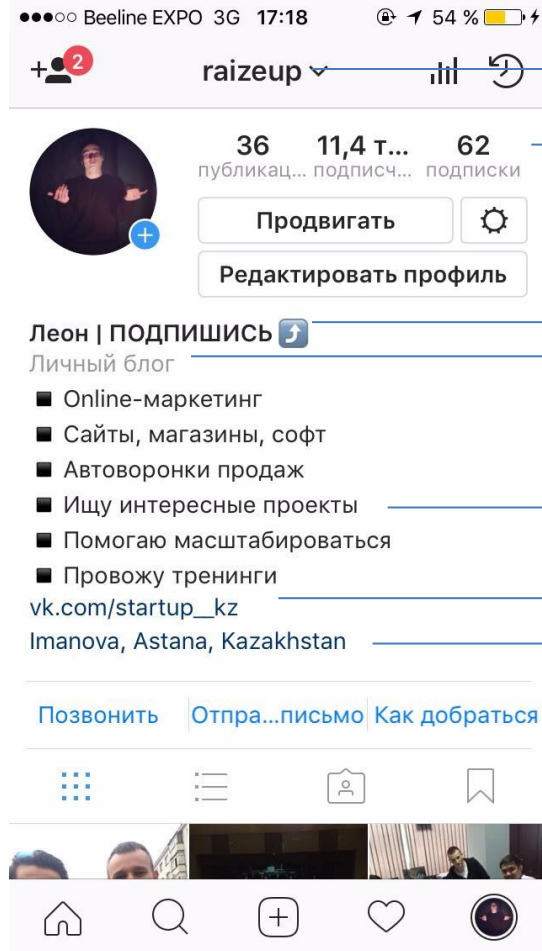 Beeline EXPO 3G 17:18 54 %
2
raizeup
36 11,4 т... 62
публикац... подписч... подписки
Продвигать
Редактировать профиль
Леон | ПОДПИШИСЬ
Личный блог
Online-маркетинг
Сайты, магазины, софт
Автоворонки продаж
Ищу интересные проекты
Помогаю масштабироваться
Провожу тренинги
vk.com/startup__kz
Imanova, Astana, Kazakhstan
Позвонить Отпра...письмо Как добраться